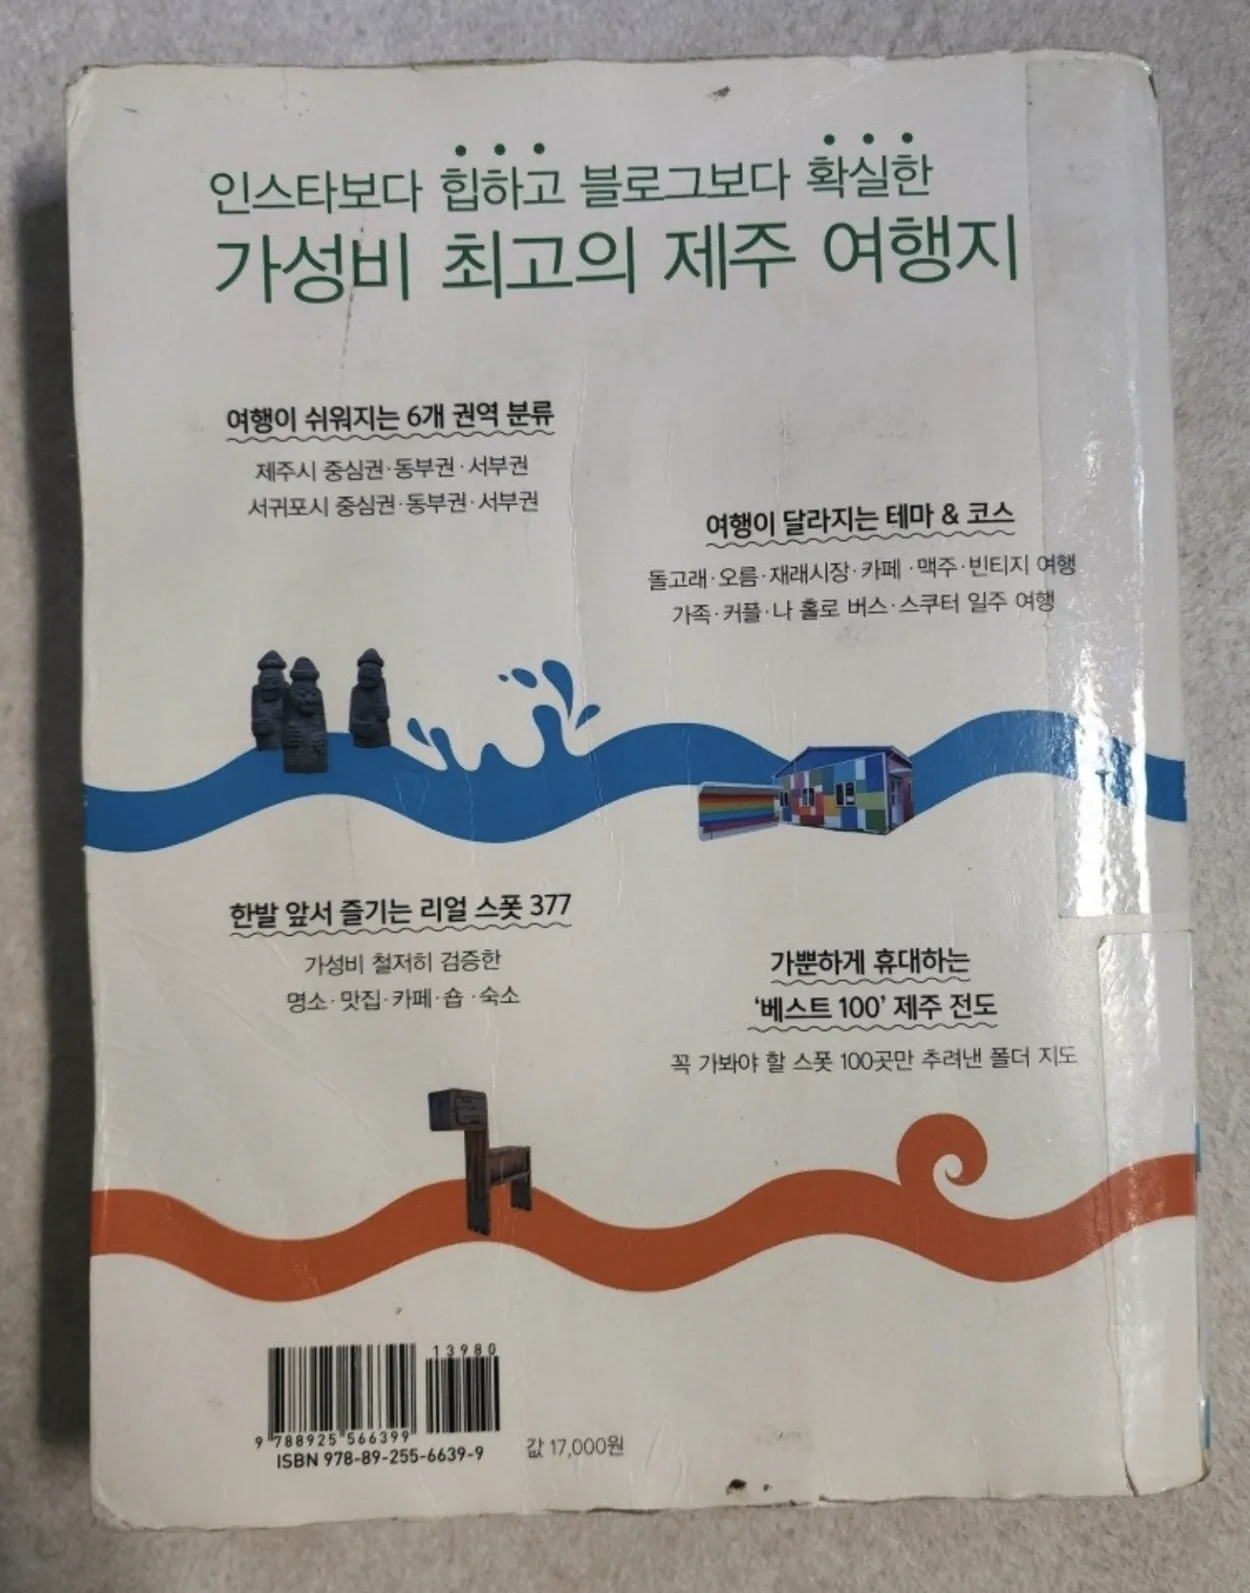 인스타보다 힙하고 블로그보다 확실한
가성비 최고의 제주 여행지
여행이 쉬워지는 6개 권역 분류
제주시 중심권·동부권·서부권
서귀포시 중심권·동부권·서부권
여행이 달라지는 테마 & 코스
돌고래·오름·재래시장·카페·맥주·빈티지 여행
가족·커플·나 홀로 버스·스쿠터 일주 여행
한발 앞서 즐기는 리얼 스폿 377
가성비 철저히 검증한
명소·맛집·카페·숍·숙소
가뿐하게 휴대하는
‘베스트 100’ 제주 전도
꼭 가봐야 할 스폿 100곳만 추려낸 폴더 지도
13980
9 788925 566399
ISBN 978-89-255-6639-9
값 17,000원